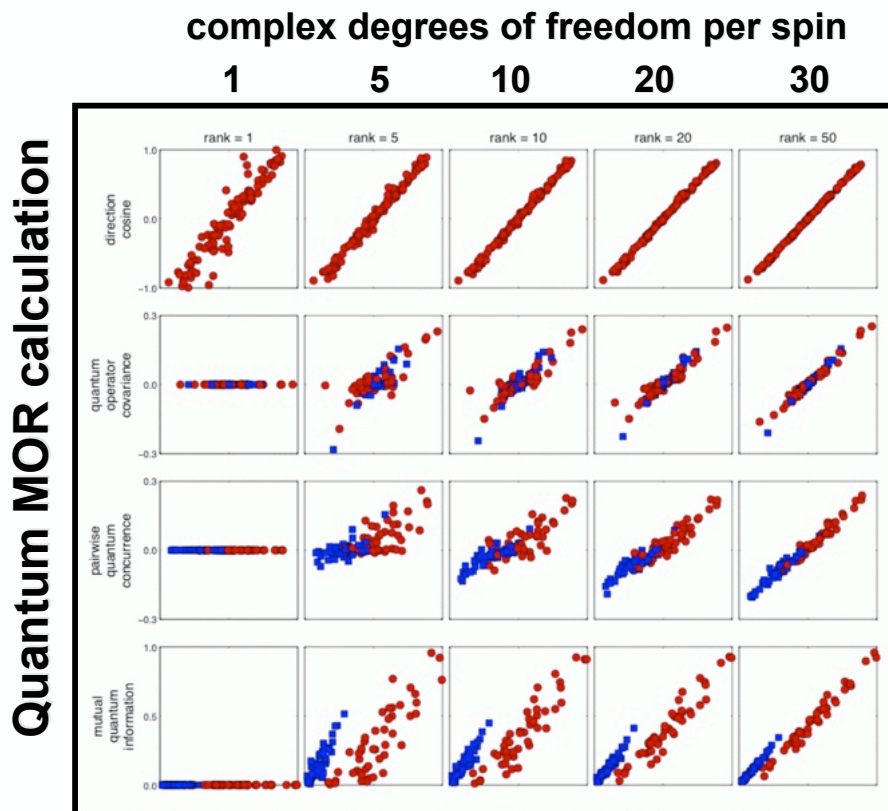 complex degrees of freedom per spin
1 5 10 20 30
rank = 1 rank = 5 rank = 10 rank = 20 rank = 50
Quantum MOR calculation
direction
cosine
1.0
0.0
−1.0
quantum
operator
covariance
0.3
0.0
−0.3
pairwise
quantum
concurrence
0.3
0.0
−0.3
mutual
quantum
information
1.0
0.5
0.0